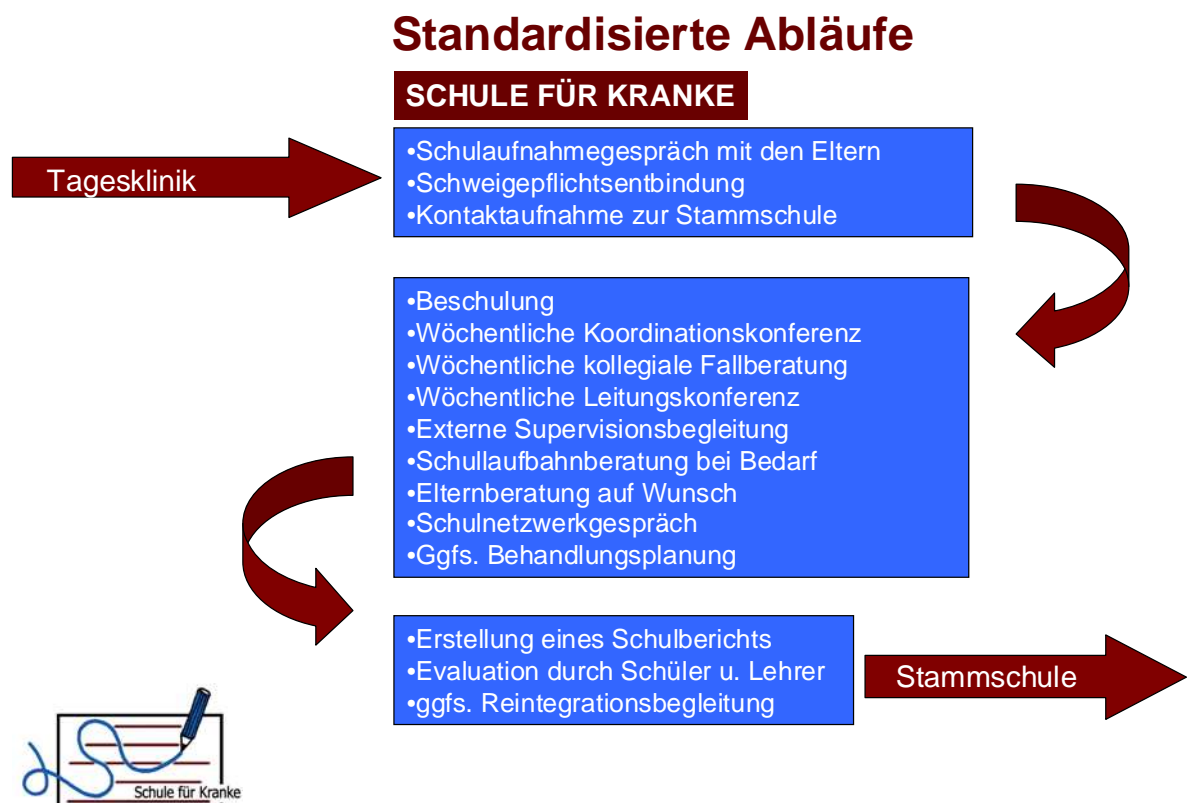 Standardisierte Abläufe
SCHULE FÜR KRANKE
Tagesklinik
•Schulaufnahmegespräch mit den Eltern
•Schweigepflichtsentbindung
•Kontaktaufnahme zur Stammschule
•Beschulung
•Wöchentliche Koordinationskonferenz
•Wöchentliche kollegiale Fallberatung
•Wöchentliche Leitungskonferenz
•Externe Supervisionsbegleitung
•Schullaufbahnberatung bei Bedarf
•Elternberatung auf Wunsch
•Schulnetzwerkgespräch
•Ggfs. Behandlungsplanung
•Erstellung eines Schulberichts
•Evaluation durch Schüler u. Lehrer
•ggfs. Reintegrationsbegleitung
Stammschule
Schule für Kranke